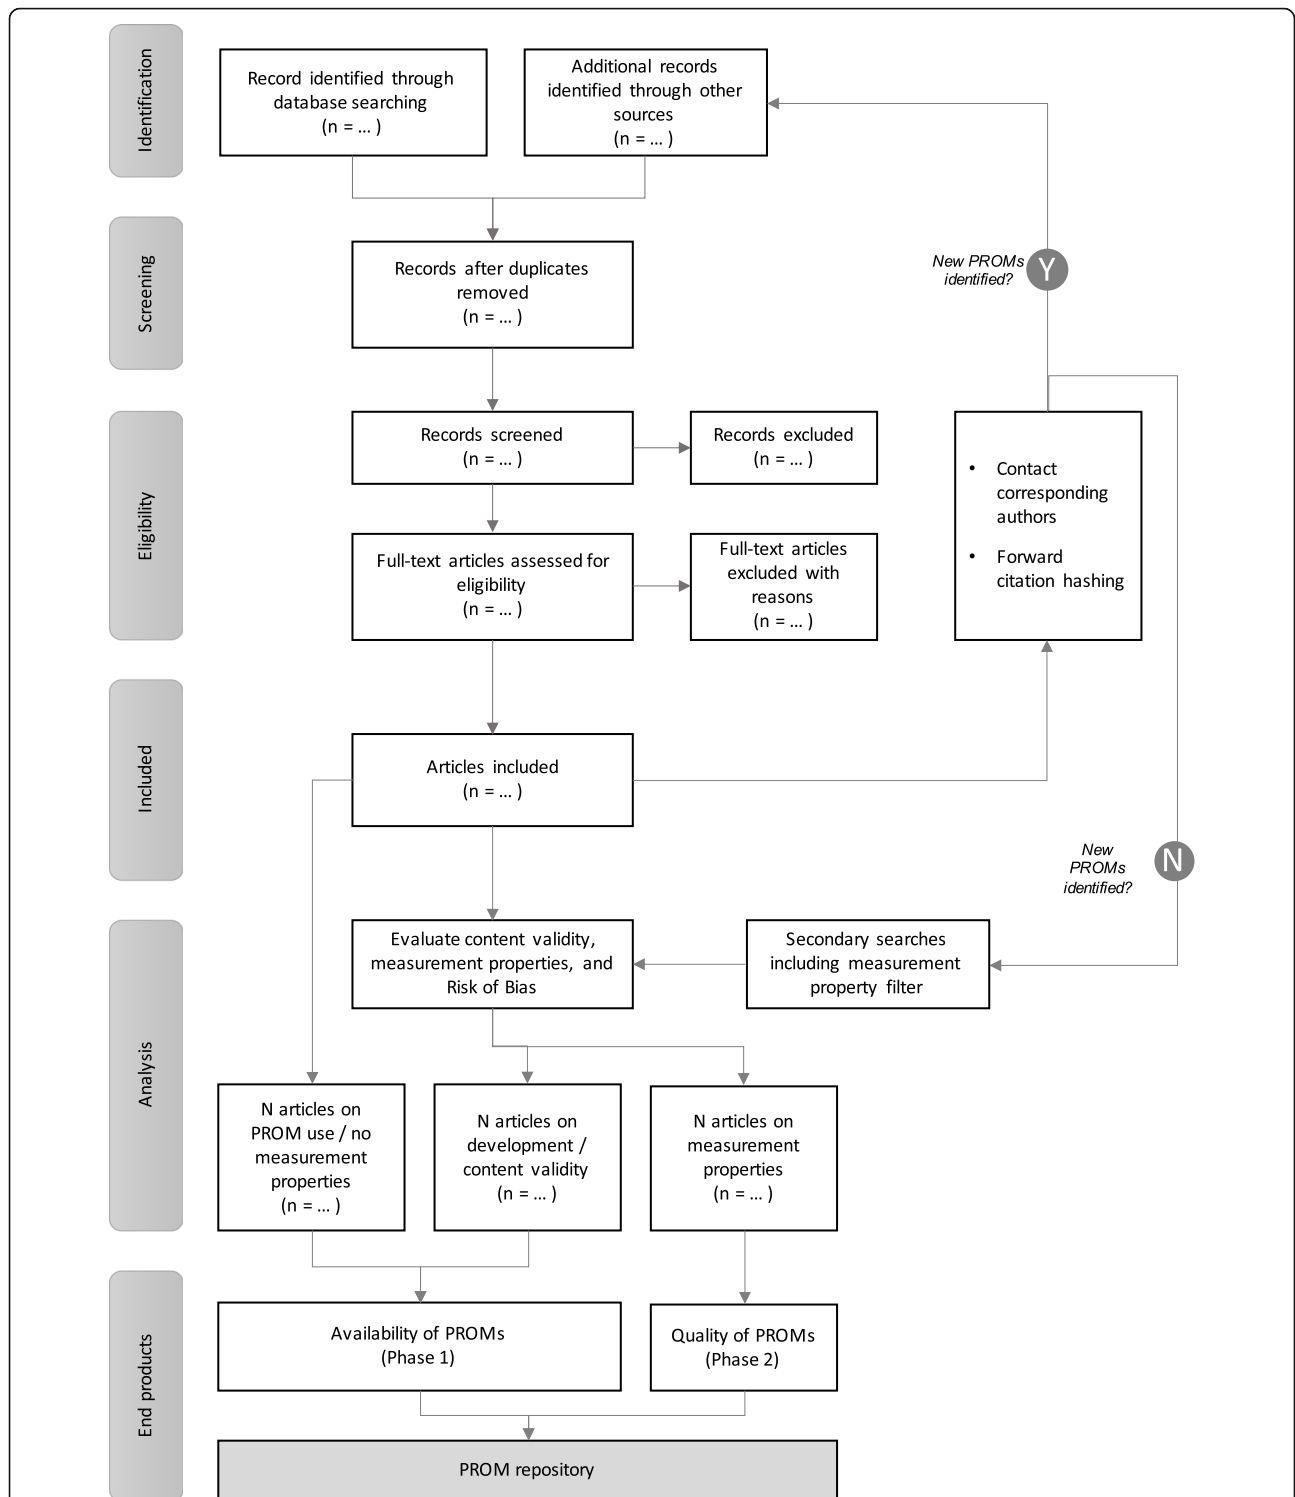 Identification
Record identified through
database searching
(n = ... )
Additional records
identified through other
sources
(n = ... )
Screening
Records after duplicates
removed
(n = ... )
New PROMs
identified?
Y
Eligibility
Records screened
(n = ... )
Records excluded
(n = ... )
Full-text articles assessed for
eligibility
(n = ... )
Full-text articles
excluded with
reasons
(n = ... )
• Contact
corresponding
authors
• Forward
citation hashing
Included
Articles included
(n = ... )
New
PROMs
identified?
N
Analysis
Evaluate content validity,
measurement properties, and
Risk of Bias
Secondary searches
including measurement
property filter
N articles on
PROM use / no
measurement
properties
(n = ... )
N articles on
development /
content validity
(n = ... )
N articles on
measurement
properties
(n = ... )
End products
Availability of PROMs
(Phase 1)
Quality of PROMs
(Phase 2)
PROM repository